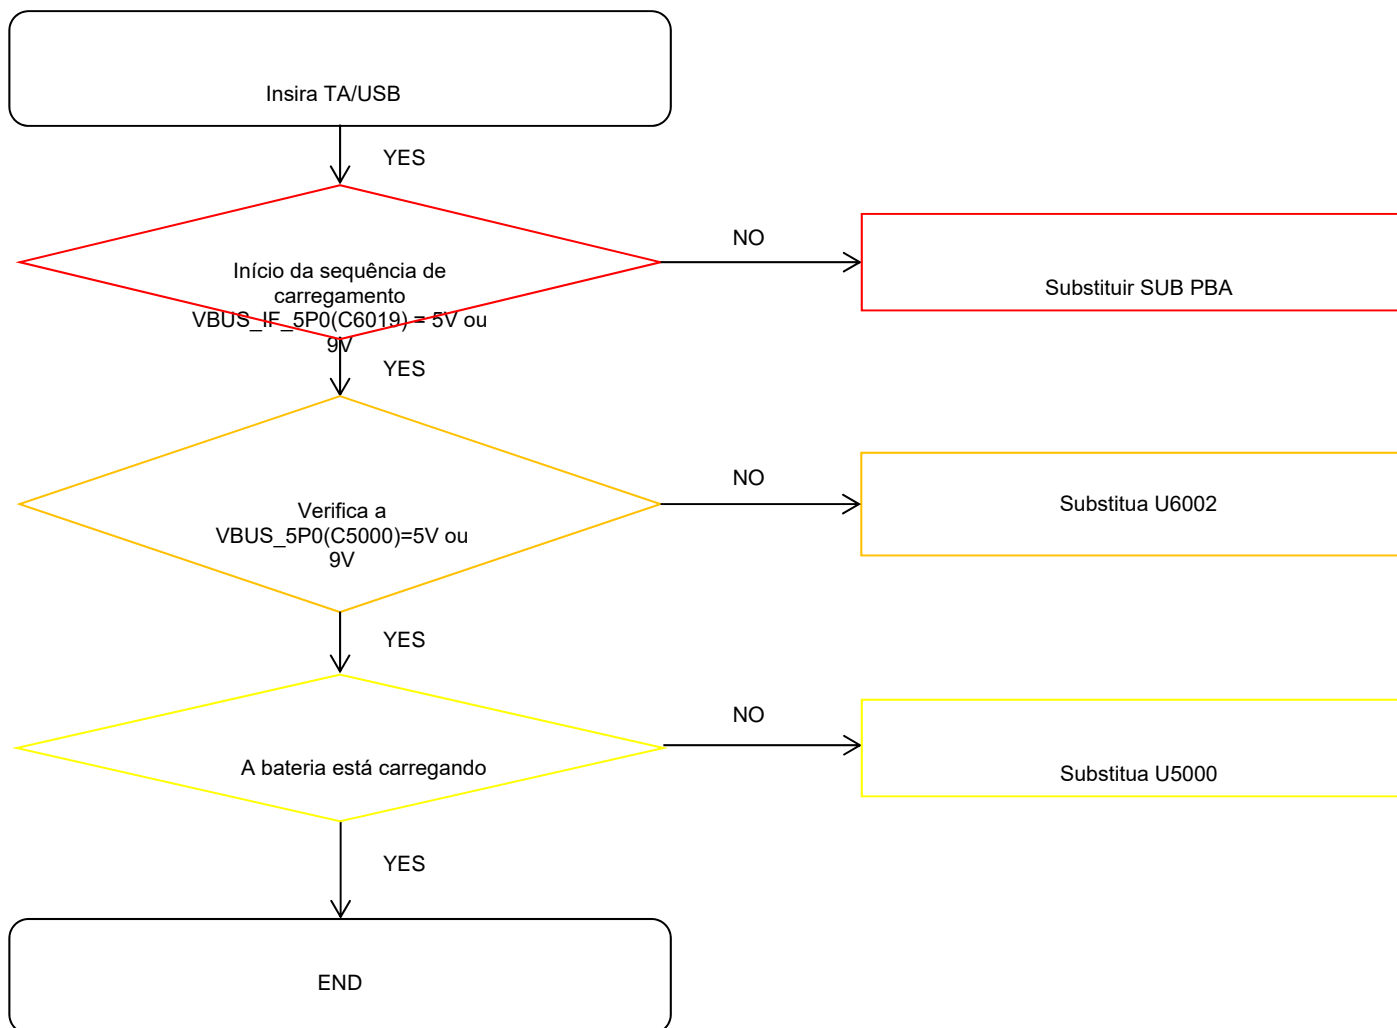 Insira TA/USB
YES
Início da sequência de
carregamento
VBUS_IF_5P0(C6019) = 5V ou
9V
NO
Substituir SUB PBA
YES
Verifica a
VBUS_5P0(C5000)=5V ou
9V
NO
Substitua U6002
YES
A bateria está carregando
NO
Substitua U5000
YES
END